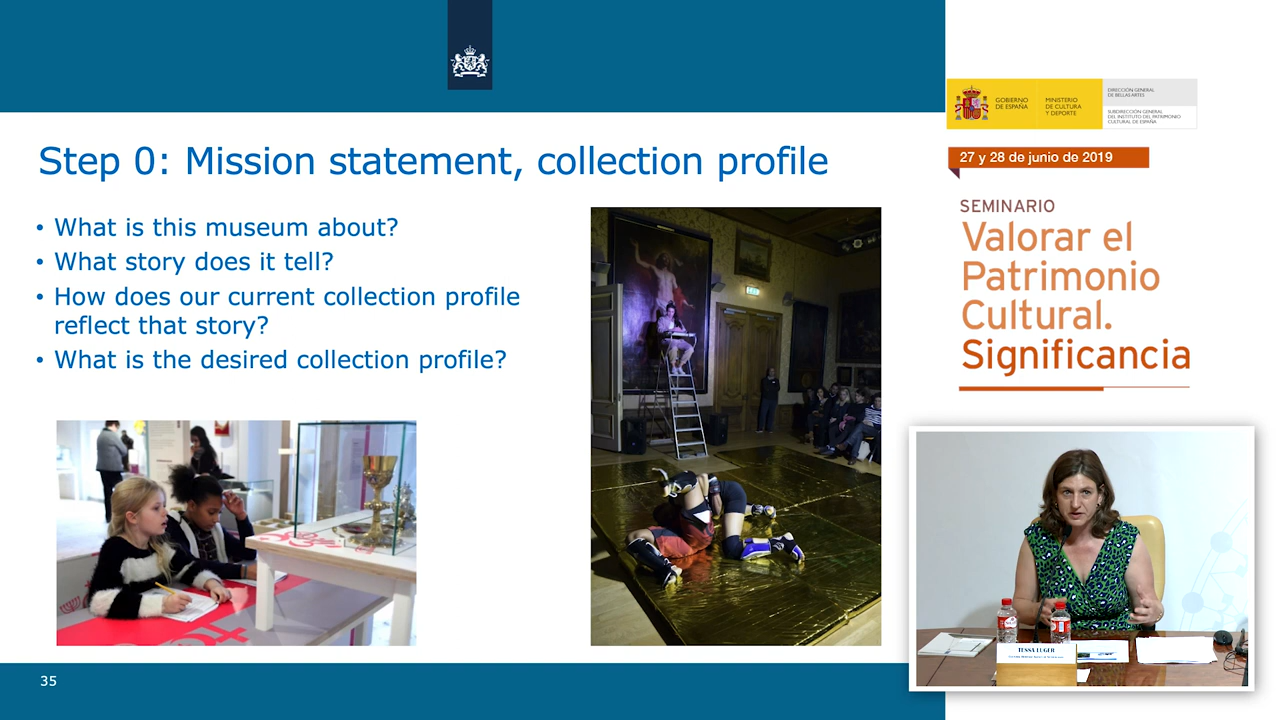 Step 0: Mission statement, collection profile
• What is this museum about?
• What story does it tell?
• How does our current collection profile
reflect that story?
• What is the desired collection profile?
35
GOBIERNO
DE ESPAÑA
MINISTERIO
DE CULTURA
Y DEPORTE
DIRECCIÓN GENERAL
DE BELLAS ARTES
SUBDIRECCIÓN GENERAL
DEL INSTITUTO DEL PATRIMONIO
CULTURAL DE ESPAÑA
27 y 28 de junio de 2019
SEMINARIO
Valorar el
Patrimonio
Cultural.
Significancia
TESSA LUGER